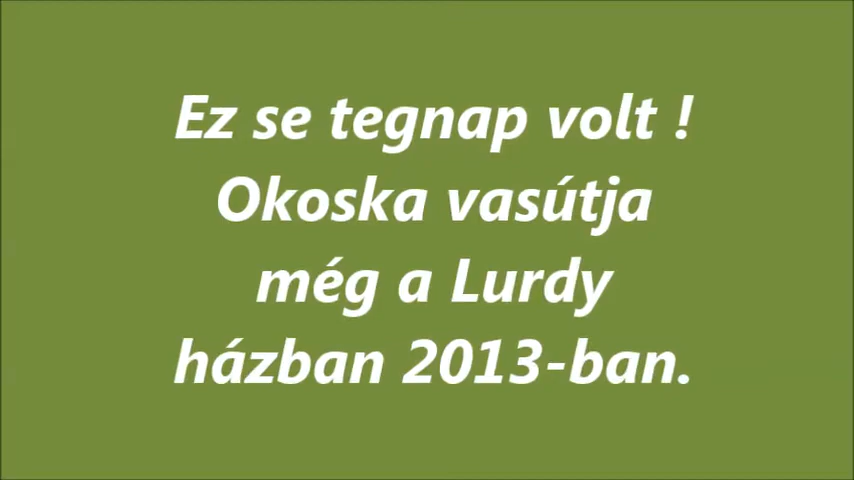 Ez se tegnap volt !
Okoska vasútja
még a Lurdy
házban 2013-ban.